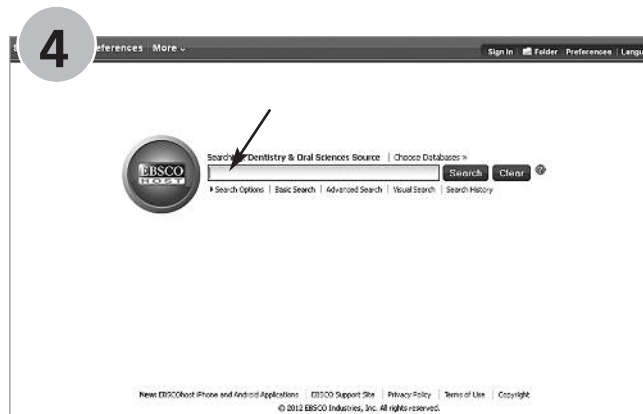 4
eferences More
Sign In Folder Preferences Langu
Searching: Dentistry & Oral Sciences Source | Choose Databases »
EBSCO
HOST
Search Clear ?
Search Options | Basic Search | Advanced Search | Visual Search | Search History
New: EBSCOhost iPhone and Android Applications | EBSCO Support Site | Privacy Policy | Terms of Use | Copyright
© 2012 EBSCO Industries, Inc. All rights reserved.